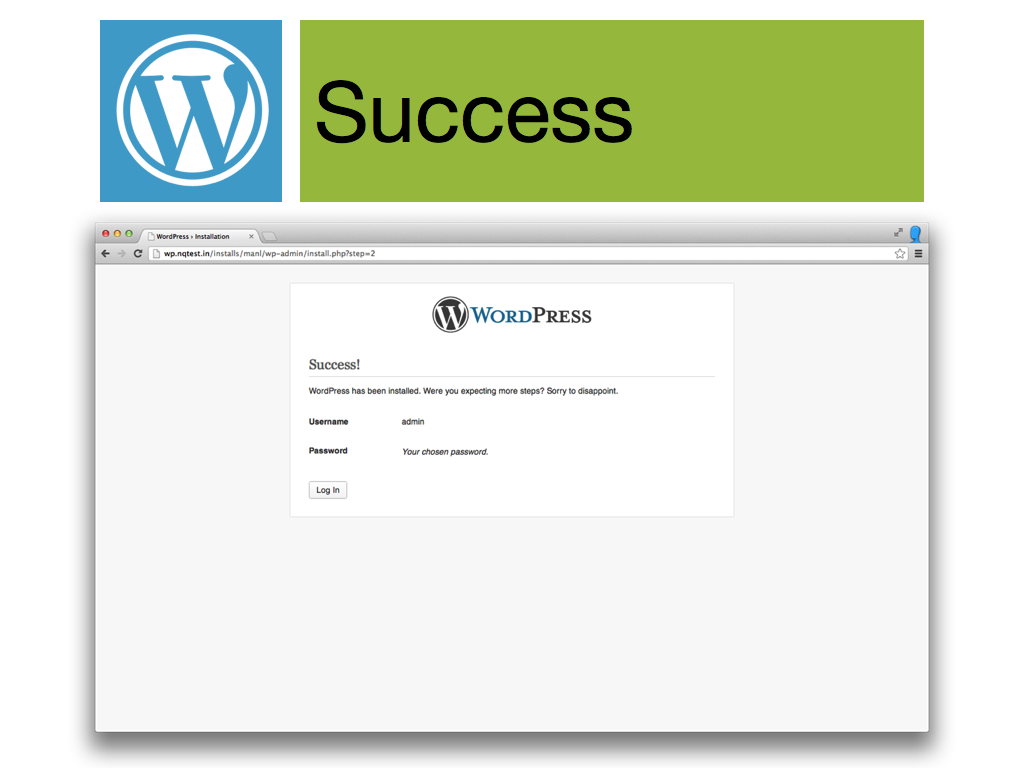 Success
WordPress › Installation
wp.nqtest.in/installs/manl/wp-admin/install.php?step=2
WORDPRESS
Success!
WordPress has been installed. Were you expecting more steps? Sorry to disappoint.
Username admin
Password Your chosen password.
Log In